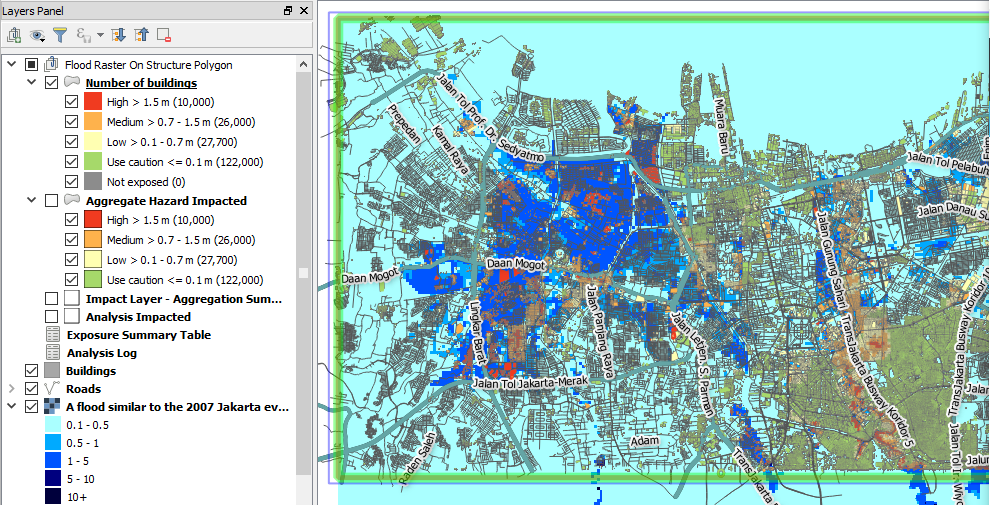 Layers Panel
Flood Raster On Structure Polygon
Number of buildings
High > 1.5 m (10,000)
Medium > 0.7 - 1.5 m (26,000)
Low > 0.1 - 0.7 m (27,700)
Use caution <= 0.1 m (122,000)
Not exposed (0)
Aggregate Hazard Impacted
High > 1.5 m (10,000)
Medium > 0.7 - 1.5 m (26,000)
Low > 0.1 - 0.7 m (27,700)
Use caution <= 0.1 m (122,000)
Impact Layer - Aggregation Sum...
Analysis Impacted
Exposure Summary Table
Analysis Log
Buildings
Roads
A flood similar to the 2007 Jakarta ev...
0.1 - 0.5
0.5 - 1
1 - 5
5 - 10
10+
Jalan Tol Prof. Dr. Sedyatmo
Prepedan
Kamal Raya
Muara Baru
Jalan Tol Pelabuh
Jalan Danau Su
Daan Mogot
Daan Mogot
Lingkar Barat
Jalan Panjang Raya
Jalan Letjen. S. Parman
Jalan Gunung Sahari
TransJakarta Busway Koridor 5
TransJakarta Busway Koridor 10
Jalan Tol Jakarta-Merak
Raden Saleh
Adam
TransJakarta
Jalan Tol Ir. Wiyo
Jalur